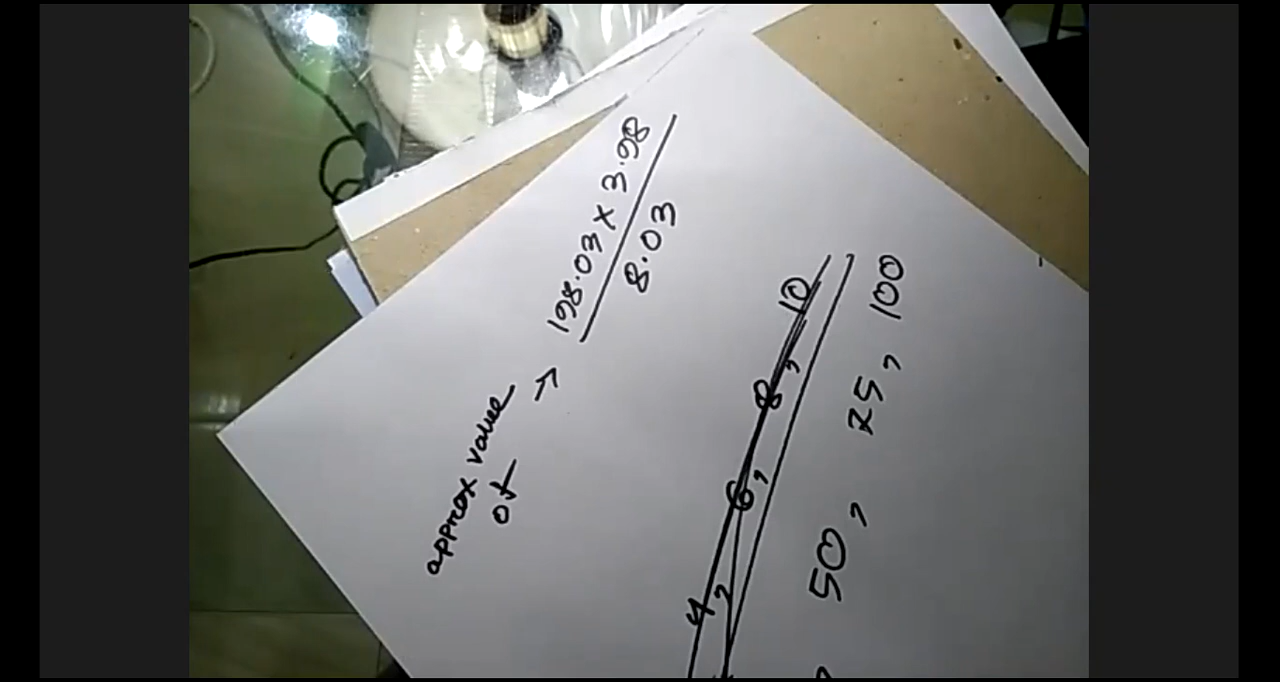 approx value
of → 198.03 × 3.98
8.03
4, 6, 8, 10
50, 75, 100